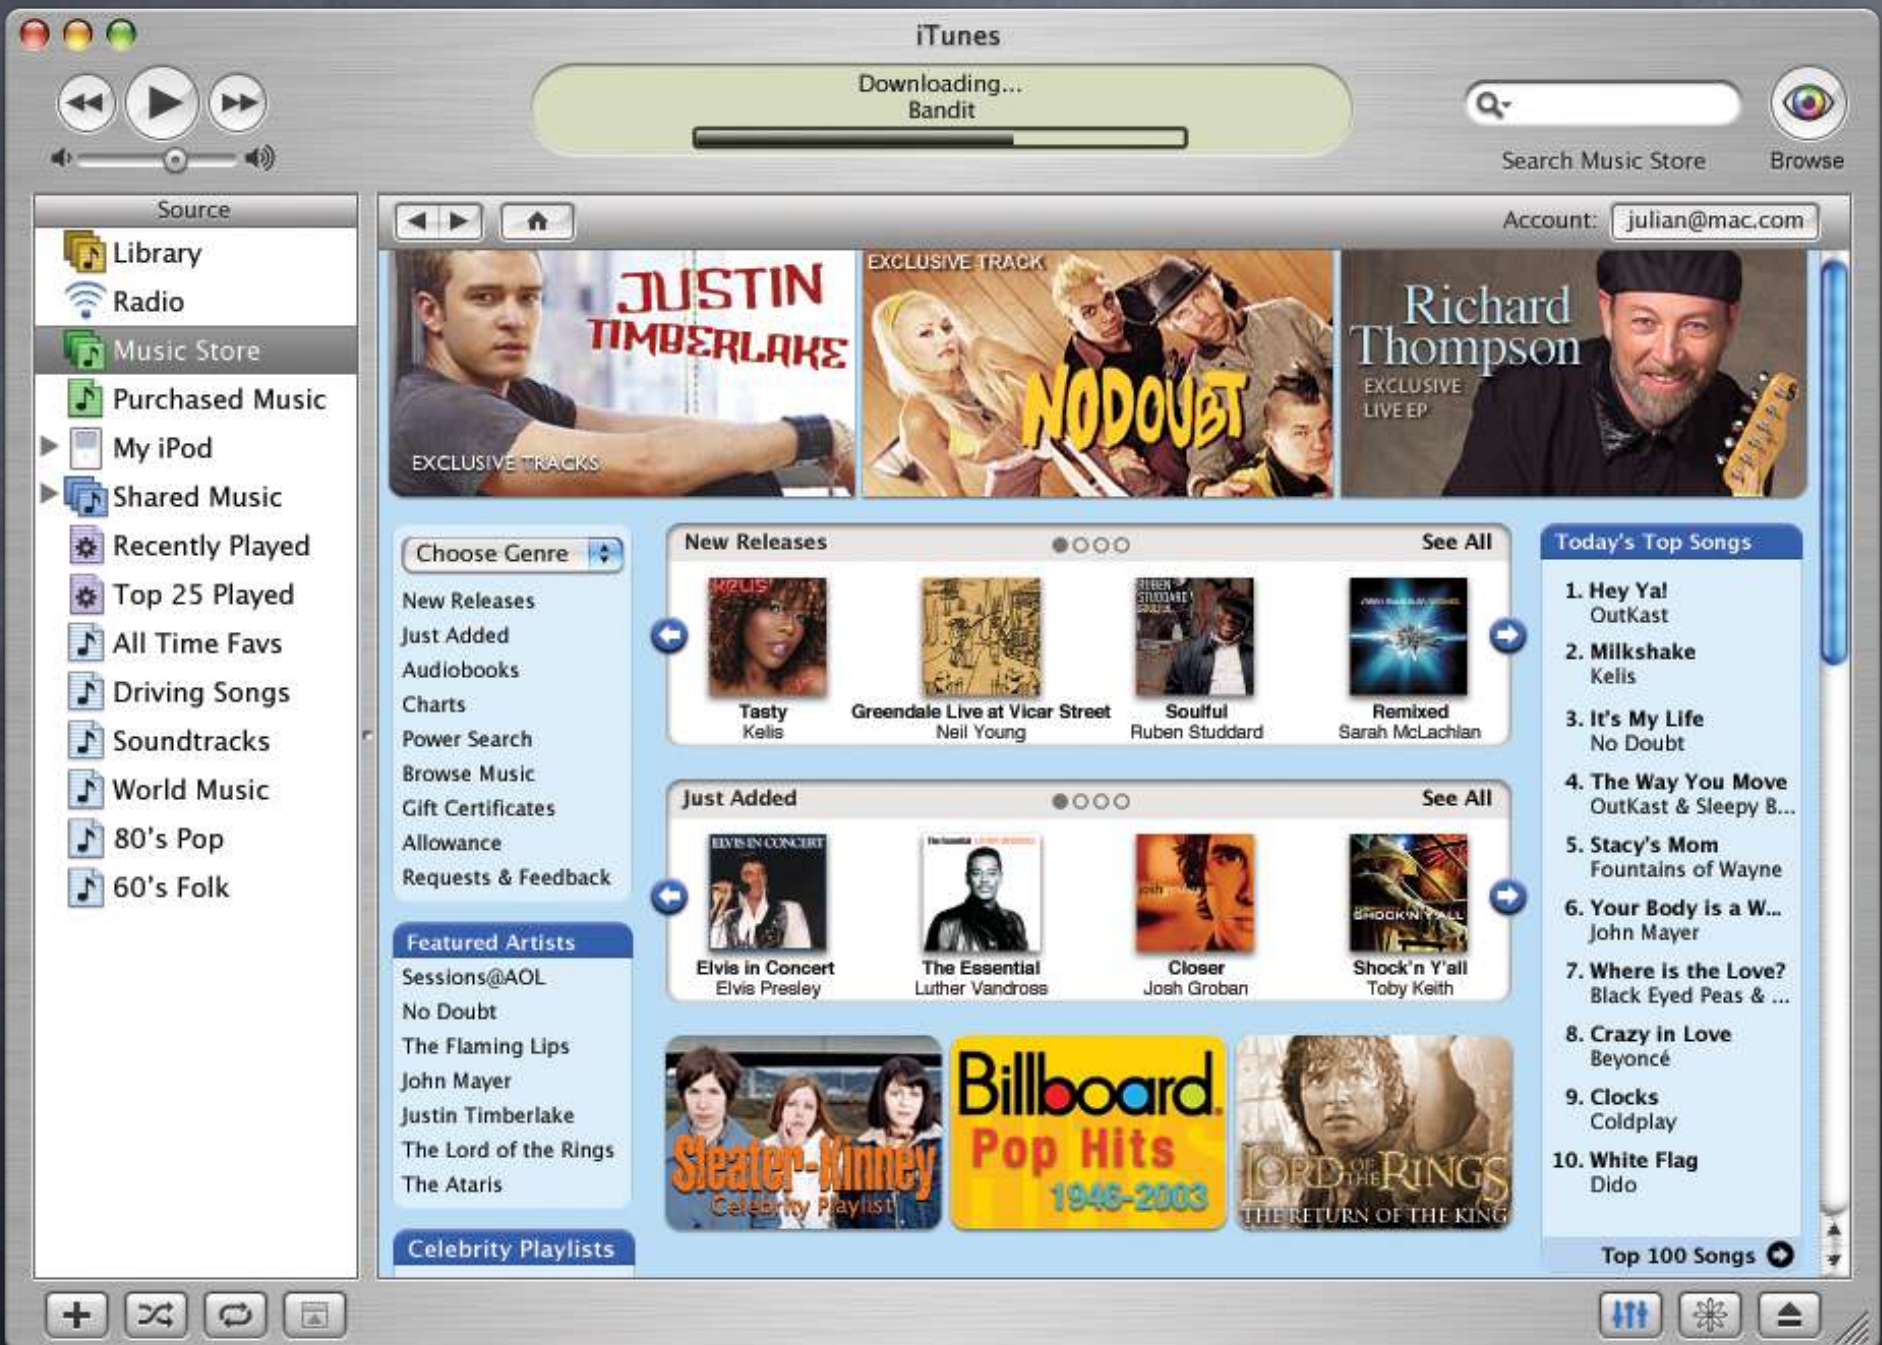 iTunes
Downloading...
Bandit
Search Music Store
Browse
Source
Library
Radio
Music Store
Purchased Music
My iPod
Shared Music
Recently Played
Top 25 Played
All Time Favs
Driving Songs
Soundtracks
World Music
80's Pop
60's Folk
Account: julian@mac.com
JUSTIN
TIMBERLAKE
EXCLUSIVE TRACKS
EXCLUSIVE TRACK
NO DOUBT
Richard
Thompson
EXCLUSIVE
LIVE EP
Choose Genre
New Releases
Just Added
Audiobooks
Charts
Power Search
Browse Music
Gift Certificates
Allowance
Requests & Feedback
Featured Artists
Sessions@AOL
No Doubt
The Flaming Lips
John Mayer
Justin Timberlake
The Lord of the Rings
The Ataris
Celebrity Playlists
New Releases
See All
KELIS
RUBEN
STUDDARD
SOULFUL
Tasty
Kelis
Greendale Live at Vicar Street
Neil Young
Soulful
Ruben Studdard
Remixed
Sarah McLachlan
Just Added
See All
ELVIS IN CONCERT
The Essential
josh
SHOCK'N Y'ALL
Elvis in Concert
Elvis Presley
The Essential
Luther Vandross
Closer
Josh Groban
Shock'n Y'all
Toby Keith
Sleater-Kinney
Celebrity Playlist
Billboard
Pop Hits
1946-2003
LORD OF THE RINGS
THE RETURN OF THE KING
Today's Top Songs
1. Hey Ya!
OutKast
2. Milkshake
Kelis
3. It's My Life
No Doubt
4. The Way You Move
OutKast & Sleepy B...
5. Stacy's Mom
Fountains of Wayne
6. Your Body is a W...
John Mayer
7. Where is the Love?
Black Eyed Peas & ...
8. Crazy in Love
Beyoncé
9. Clocks
Coldplay
10. White Flag
Dido
Top 100 Songs